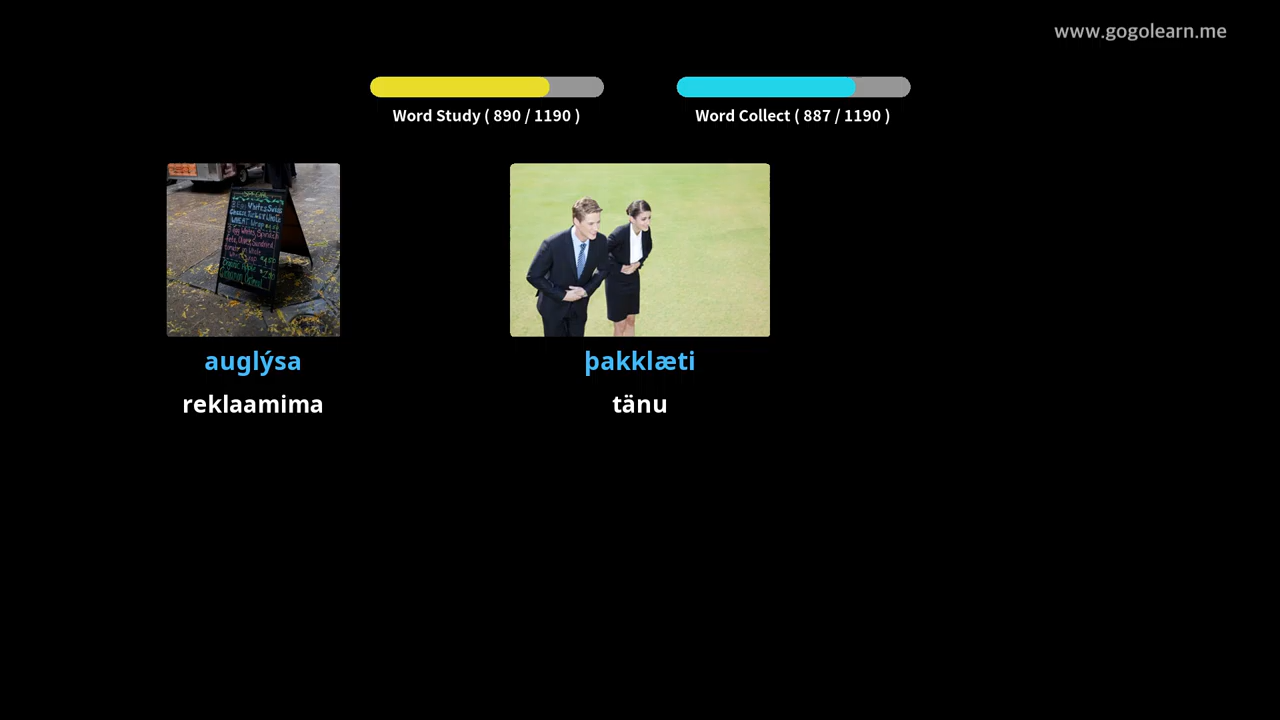 www.gogolearn.me
Word Study ( 890 / 1190 )
Word Collect ( 887 / 1190 )
auglýsa
þakklæti
reklaamima
tänu